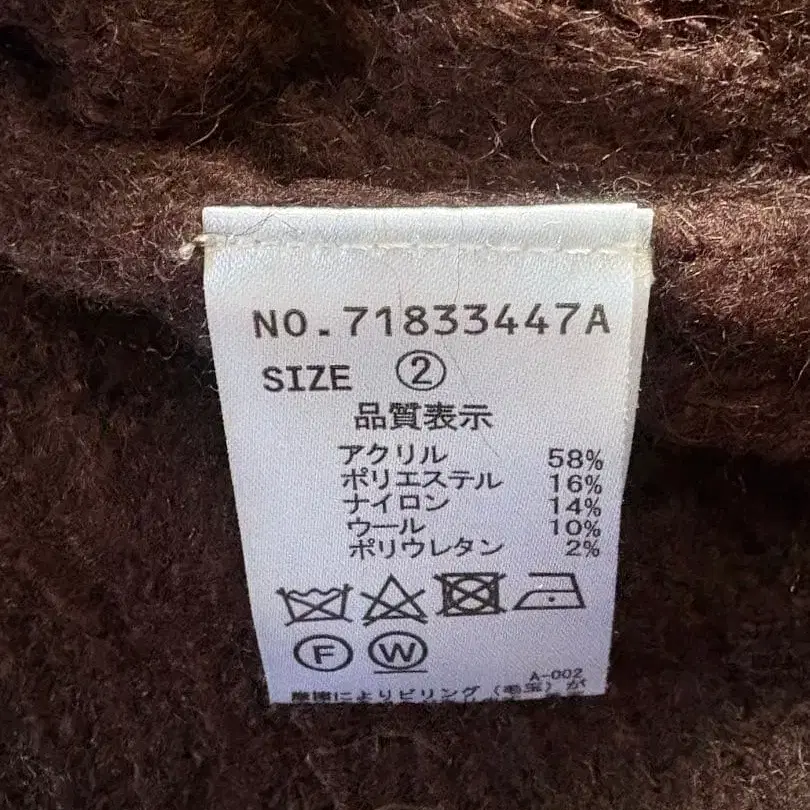 NO.71833447A
SIZE ②
品質表示
アクリル 58%
ポリエステル 16%
ナイロン 14%
ウール 10%
ポリウレタン 2%
Ⓕ Ⓦ
A-002
摩擦によりピリング(毛玉)が